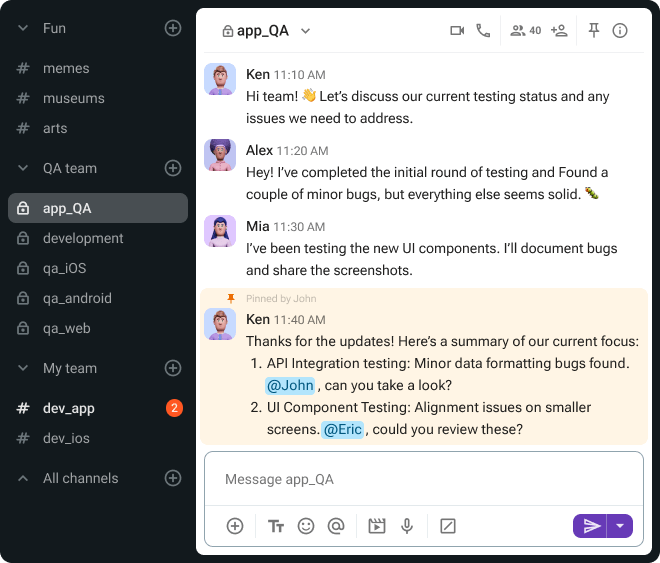 Fun
memes
museums
arts
QA team
app_QA
development
qa_iOS
qa_android
qa_web
My team
dev_app 2
dev_ios
All channels
app_QA 40
Ken 11:10 AM
Hi team! 👋 Let’s discuss our current testing status and any
issues we need to address.
Alex 11:20 AM
Hey! I’ve completed the initial round of testing and Found a
couple of minor bugs, but everything else seems solid. 🐛
Mia 11:30 AM
I’ve been testing the new UI components. I’ll document bugs
and share the screenshots.
Pinned by John
Ken 11:40 AM
Thanks for the updates! Here’s a summary of our current focus:
1. API Integration testing: Minor data formatting bugs found.
@John , can you take a look?
2. UI Component Testing: Alignment issues on smaller
screens. @Eric , could you review these?
Message app_QA
Tт